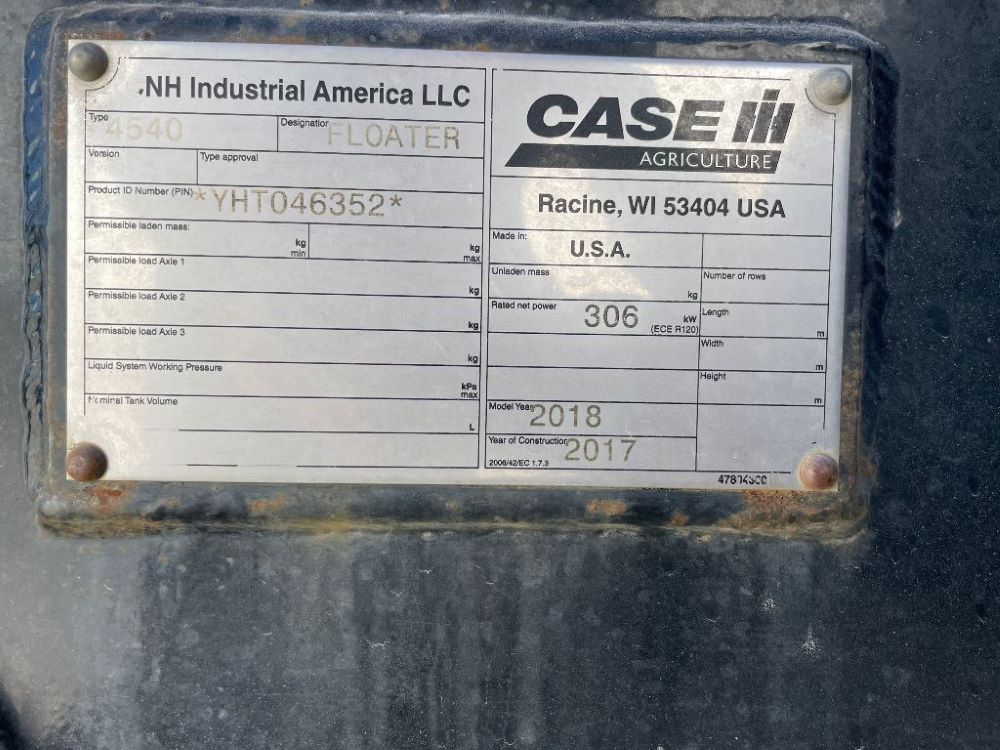 .NH Industrial America LLC
Type 4540
Designation FLOATER
Version
Type approval
Product ID Number (PIN) *YHT046352*
Permissible laden mass:
kg min
kg max
Permissible load Axle 1
kg
Permissible load Axle 2
kg
Permissible load Axle 3
kg
Liquid System Working Pressure
kPa max
Nominal Tank Volume
L
CASE IH
AGRICULTURE
Racine, WI 53404 USA
Made in: U.S.A.
Unladen mass
kg
Number of rows
Rated net power 306 kW
(ECE R120)
Length
m
Width
m
Height
m
Model Year 2018
Year of Construction 2017
2006/42/EC 1.7.3